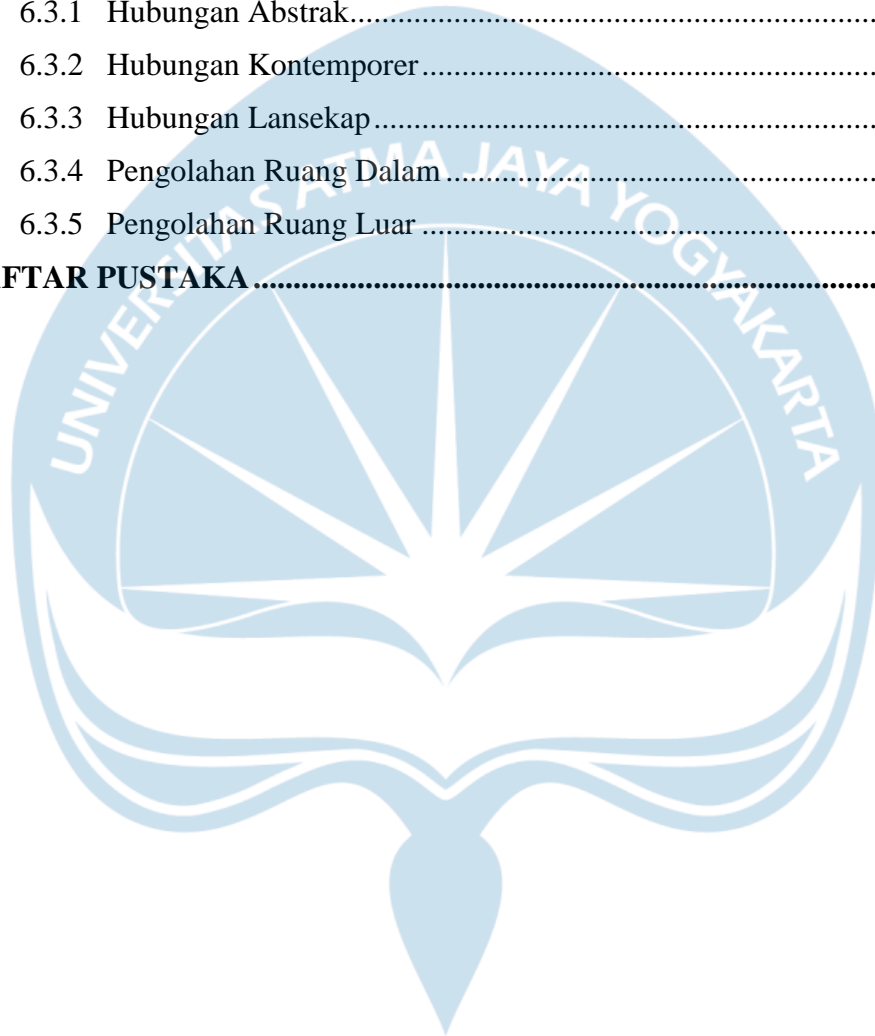 6.3.1 Hubungan Abstrak........................................................................
6.3.2 Hubungan Kontemporer..............................................................
6.3.3 Hubungan Lansekap....................................................................
6.3.4 Pengolahan Ruang Dalam...........................................................
6.3.5 Pengolahan Ruang Luar..............................................................
FTAR PUSTAKA.................................................................................
UNIVERSITAS ATMA JAYA YOGYAKARTA